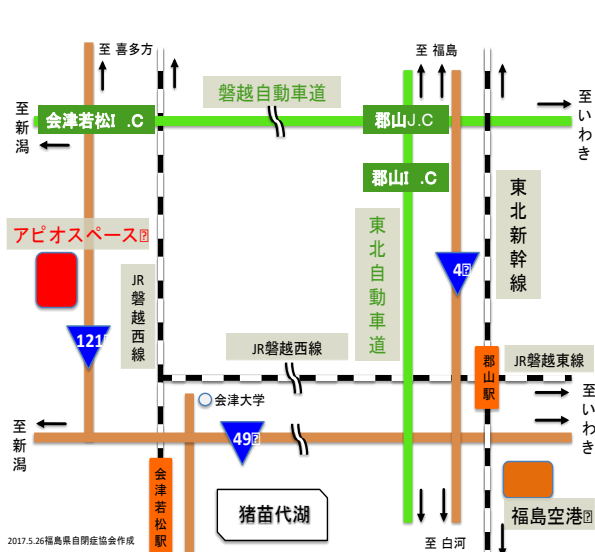 至 喜多方
至 福島
磐越自動車道
至新潟
会津若松I .C
郡山J.C
至いわき
郡山I .C
東北新幹線
東北自動車道
アピオスペース
4
JR磐越西線
121
JR磐越西線
郡山駅
JR磐越東線
会津大学
至いわき
至新潟
49
会津若松駅
猪苗代湖
福島空港
2017.5.26福島県自閉症協会作成
至 白河